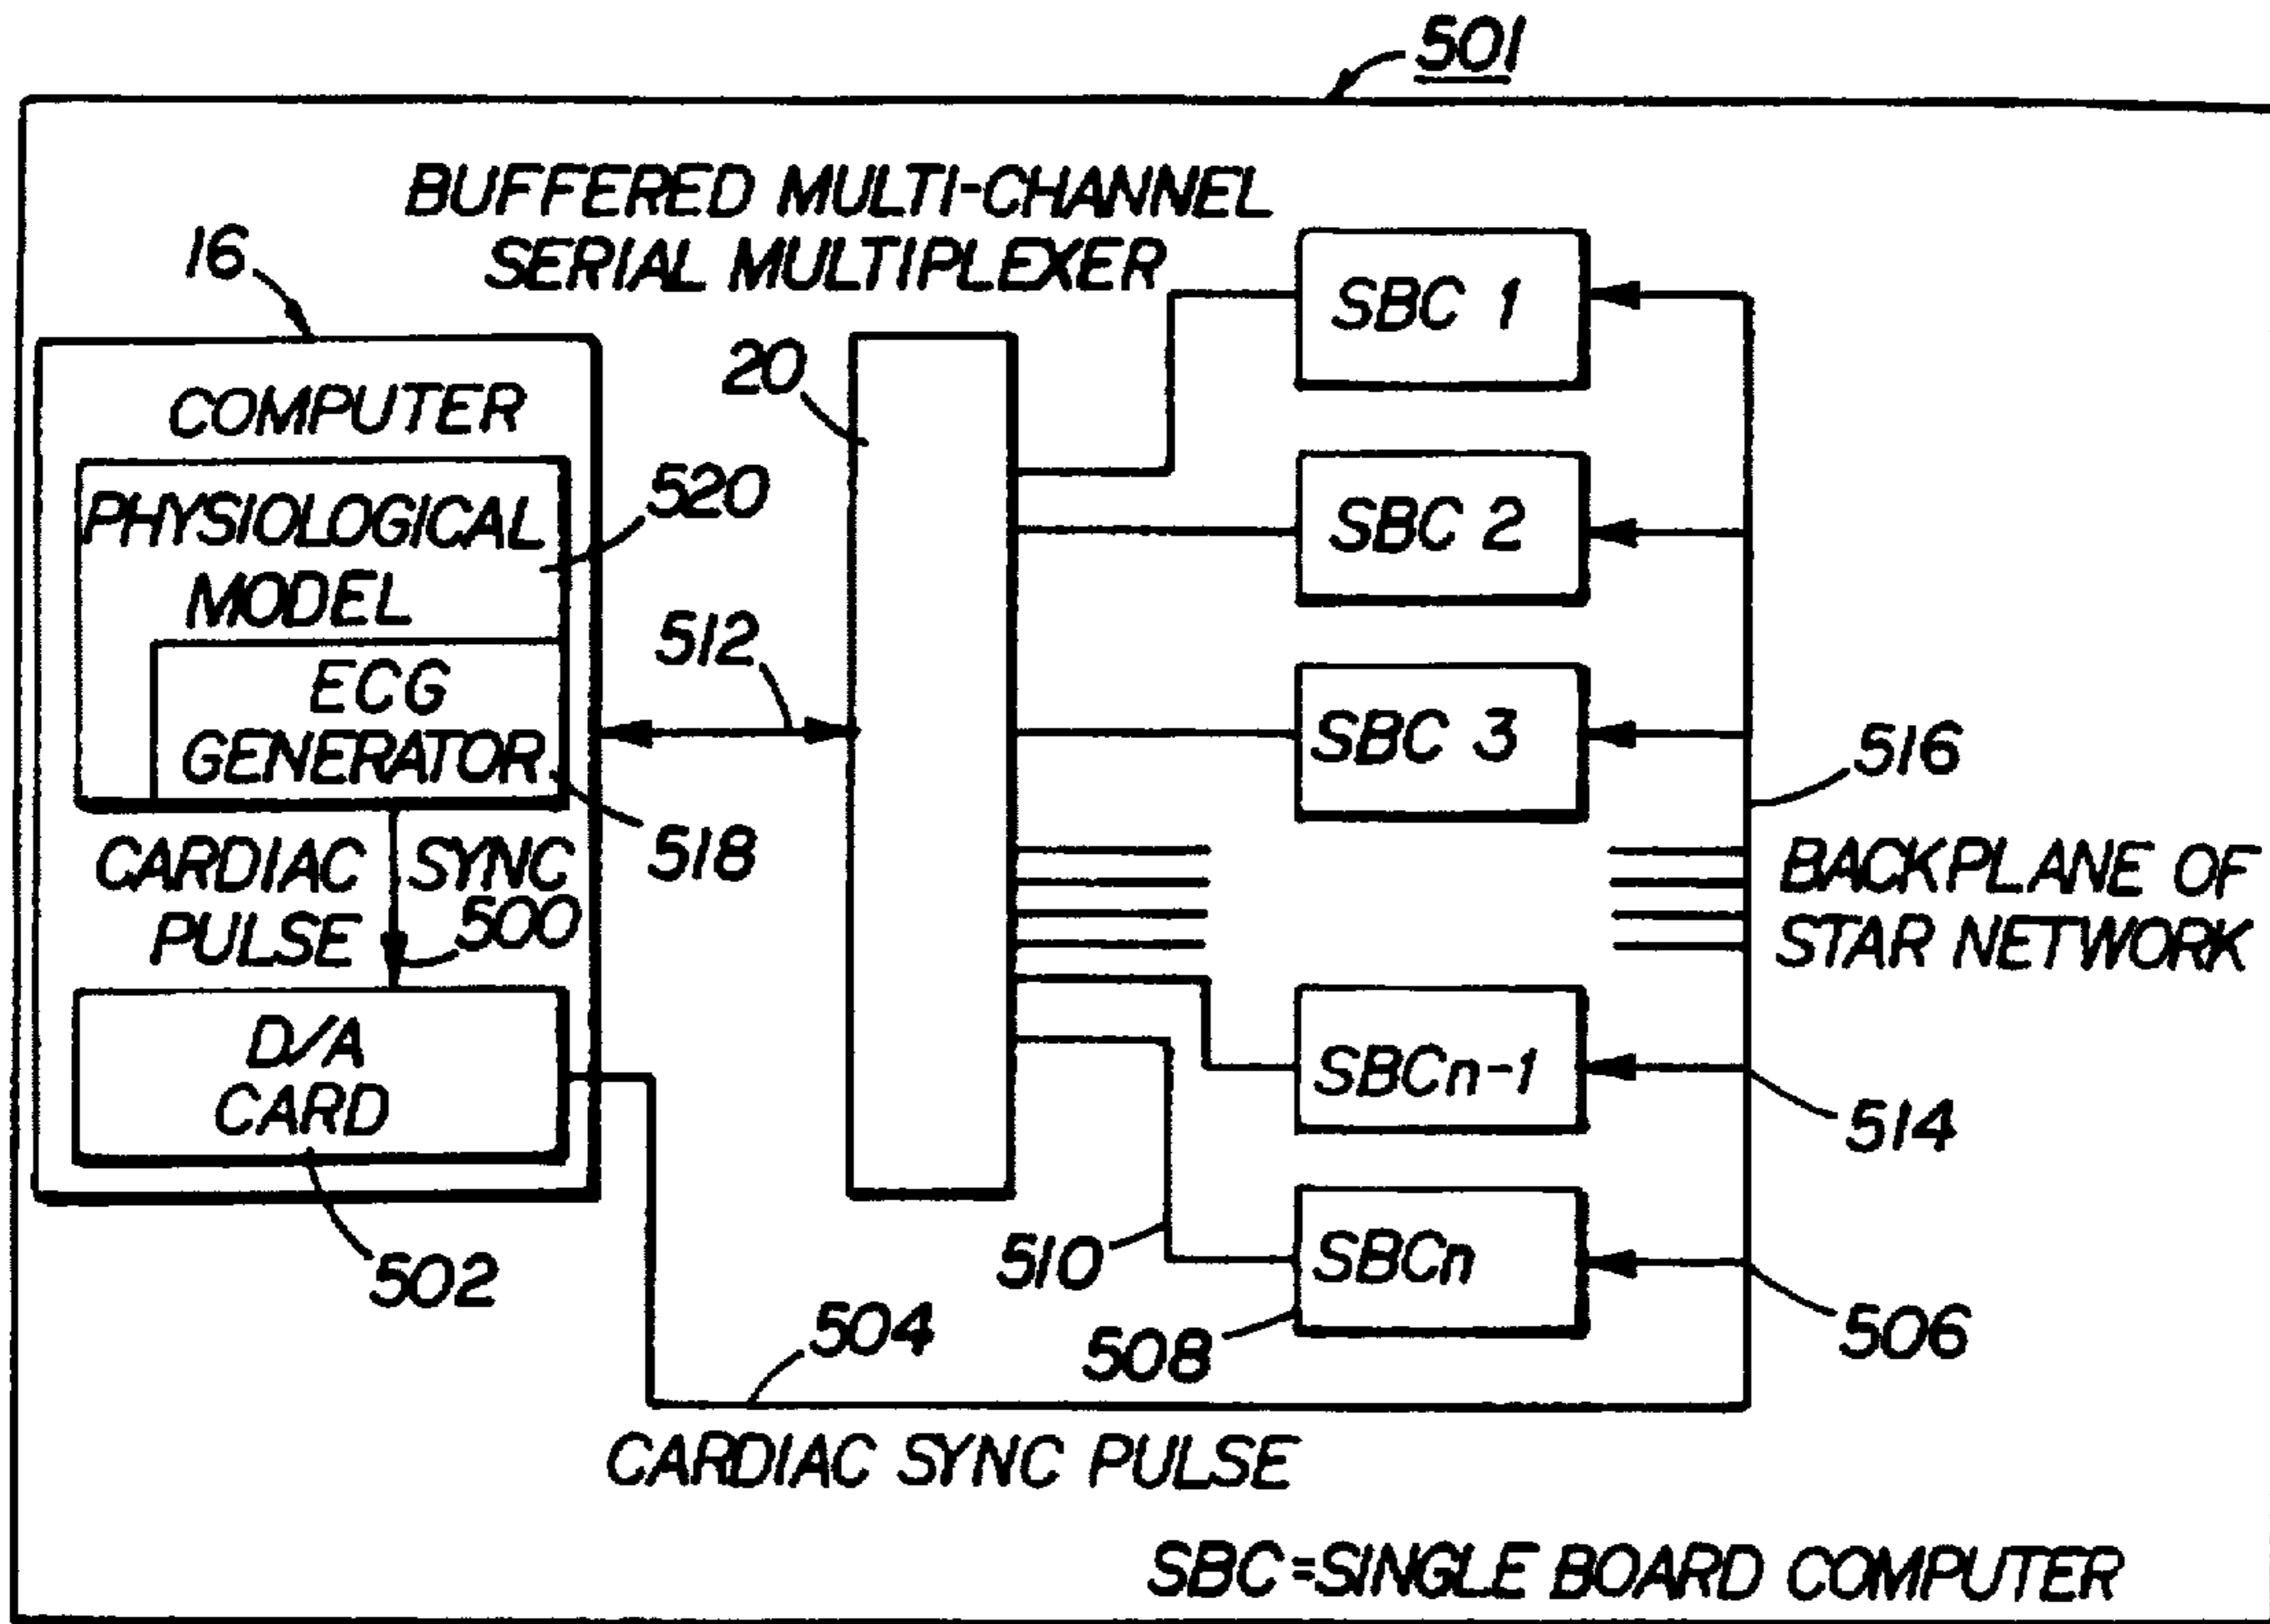 501
BUFFERED MULTI-CHANNEL
SERIAL MULTIPLEXER
16
COMPUTER
PHYSIOLOGICAL
MODEL
ECG
GENERATOR
CARDIAC SYNC
PULSE
500
D/A
CARD
502
520
518
512
20
SBC 1
SBC 2
SBC 3
SBCn-1
SBCn
516
BACKPLANE OF
STAR NETWORK
514
506
510
508
504
CARDIAC SYNC PULSE
SBC=SINGLE BOARD COMPUTER